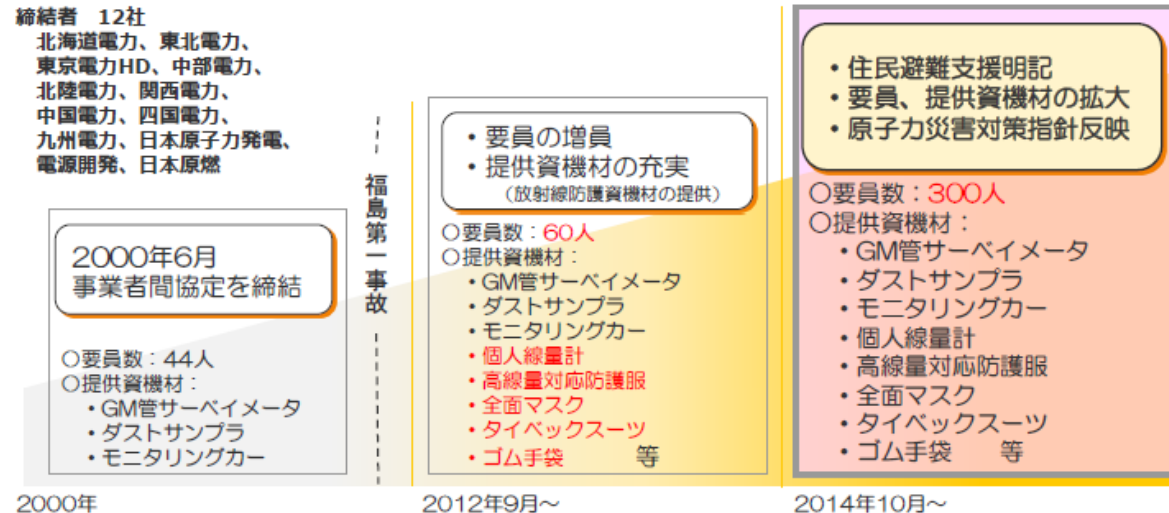 締結者 12社
北海道電力、東北電力、
東京電力HD、中部電力、
北陸電力、関西電力、
中国電力、四国電力、
九州電力、日本原子力発電、
電源開発、日本原燃
2000年6月
事業者間協定を締結
○要員数：44人
○提供資機材：
・GM管サーベイメータ
・ダストサンプラ
・モニタリングカー
2000年
福島第一事故
・要員の増員
・提供資機材の充実
（放射線防護資機材の提供）
○要員数：60人
○提供資機材：
・GM管サーベイメータ
・ダストサンプラ
・モニタリングカー
・個人線量計
・高線量対応防護服
・全面マスク
・タイベックスーツ
・ゴム手袋 等
2012年9月～
・住民避難支援明記
・要員、提供資機材の拡大
・原子力災害対策指針反映
○要員数：300人
○提供資機材：
・GM管サーベイメータ
・ダストサンプラ
・モニタリングカー
・個人線量計
・高線量対応防護服
・全面マスク
・タイベックスーツ
・ゴム手袋 等
2014年10月～